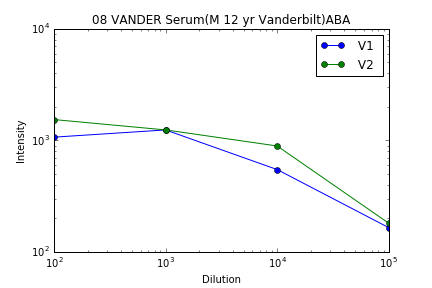 08 VANDER Serum(M 12 yr Vanderbilt)ABA
V1
V2
10^4
10^3
10^2
Intensity
10^2 10^3 10^4 10^5
Dilution